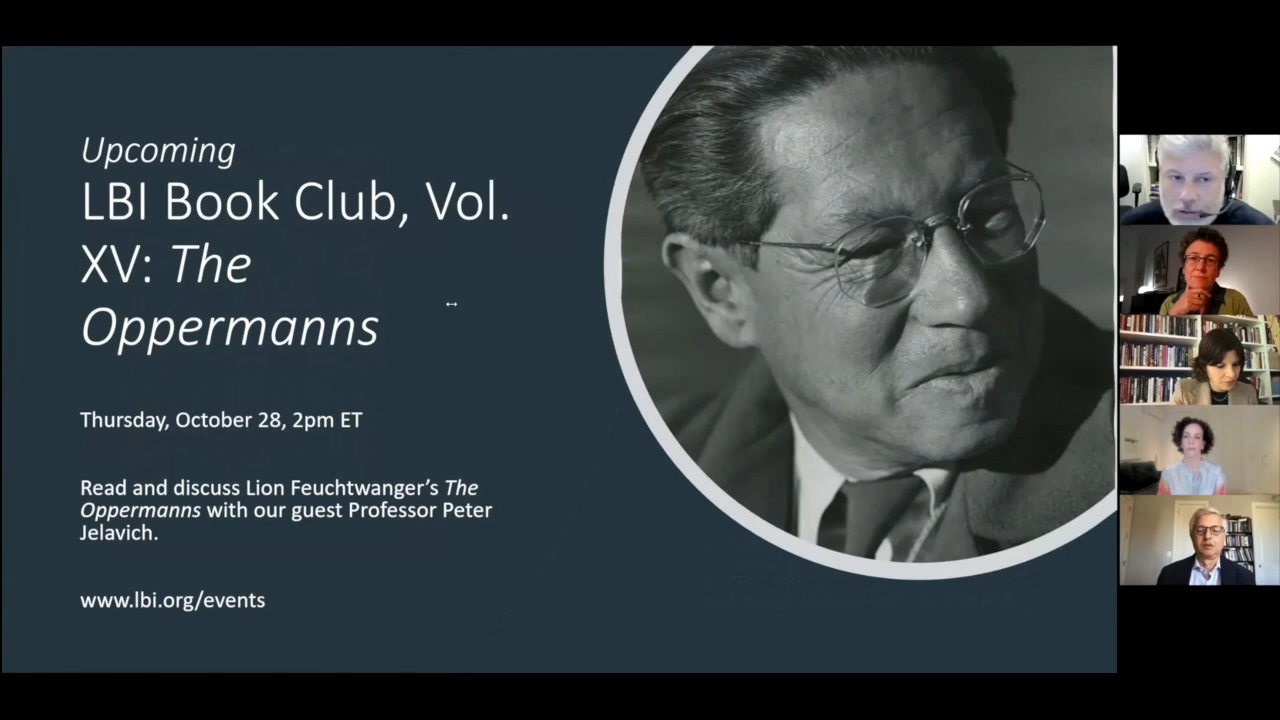 Upcoming
LBI Book Club, Vol.
XV: The
Oppermanns
Thursday, October 28, 2pm ET
Read and discuss Lion Feuchtwanger’s The
Oppermanns with our guest Professor Peter
Jelavich.
www.lbi.org/events